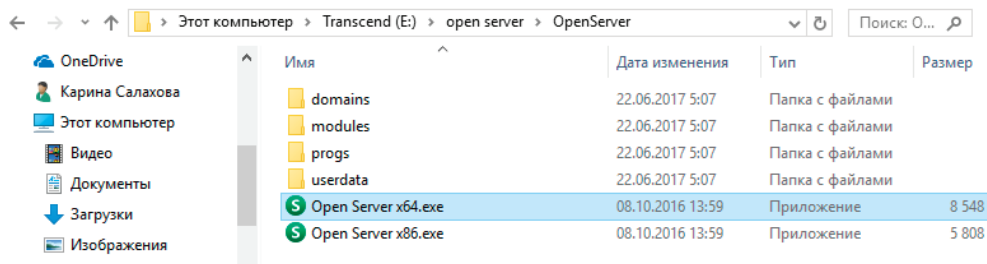 Этот компьютер > Transcend (E:) > open server > OpenServer Поиск: O...
OneDrive
Карина Салахова
Этот компьютер
Видео
Документы
Загрузки
Изображения
Имя Дата изменения Тип Размер
domains 22.06.2017 5:07 Папка с файлами
modules 22.06.2017 5:07 Папка с файлами
progs 22.06.2017 5:07 Папка с файлами
userdata 22.06.2017 5:07 Папка с файлами
Open Server x64.exe 08.10.2016 13:59 Приложение 8 548
Open Server x86.exe 08.10.2016 13:59 Приложение 5 808